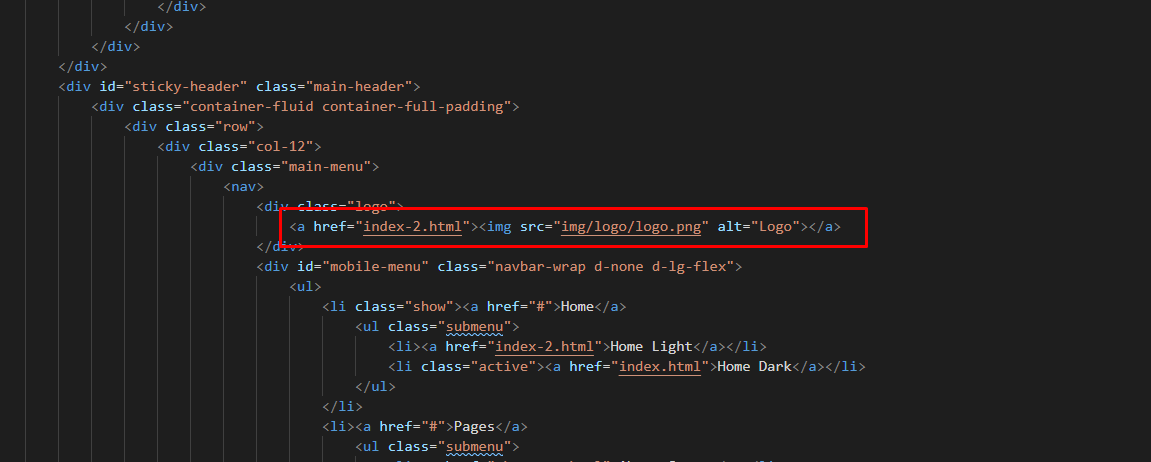 </div>
</div>
</div>
</div>
<div id="sticky-header" class="main-header">
<div class="container-fluid container-full-padding">
<div class="row">
<div class="col-12">
<div class="main-menu">
<nav>
<div class="logo">
<a href="index-2.html"><img src="img/logo/logo.png" alt="Logo"></a>
</div>
<div id="mobile-menu" class="navbar-wrap d-none d-lg-flex">
<ul>
<li class="show"><a href="#">Home</a>
<ul class="submenu">
<li><a href="index-2.html">Home Light</a></li>
<li class="active"><a href="index.html">Home Dark</a></li>
</ul>
</li>
<li><a href="#">Pages</a>
<ul class="submenu">